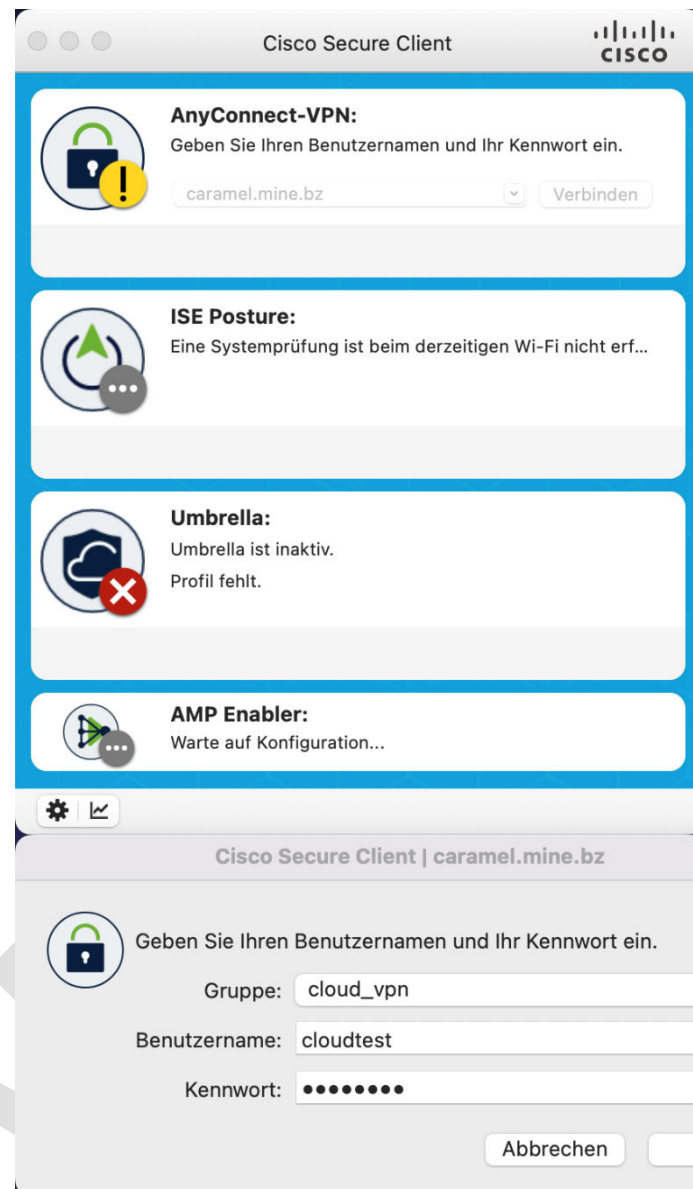 Cisco Secure Client
CISCO
AnyConnect-VPN:
Geben Sie Ihren Benutzernamen und Ihr Kennwort ein.
caramel.mine.bz
Verbinden
ISE Posture:
Eine Systemprüfung ist beim derzeitigen Wi-Fi nicht erf...
Umbrella:
Umbrella ist inaktiv.
Profil fehlt.
AMP Enabler:
Warte auf Konfiguration...
Cisco Secure Client | caramel.mine.bz
Geben Sie Ihren Benutzernamen und Ihr Kennwort ein.
Gruppe: cloud_vpn
Benutzername: cloudtest
Kennwort: ••••••••
Abbrechen